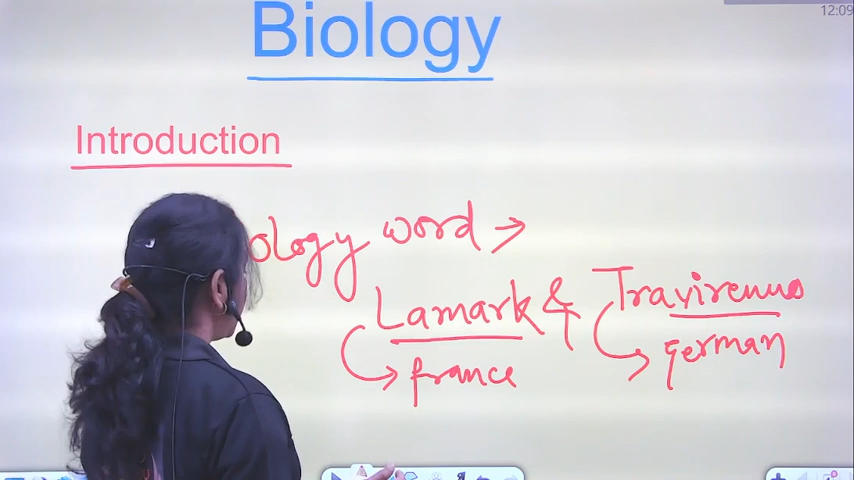 Biology
12:09
Introduction
ology word →
Lamark & Travirenus
france german